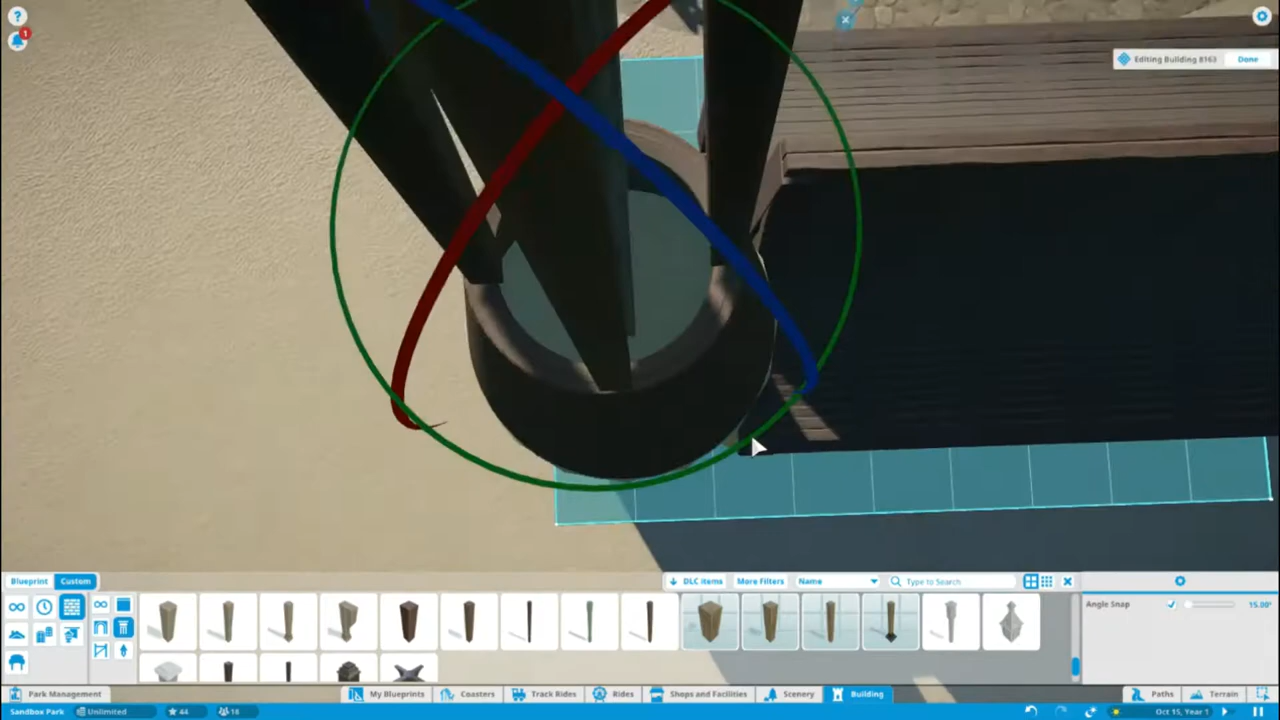 ?
1
Editing Building 8163
Done
Blueprint
Custom
DLC items
More Filters
Name
Type to Search
Angle Snap
15.00°
Park Management
My Blueprints
Coasters
Track Rides
Rides
Shops and Facilities
Scenery
Building
Paths
Terrain
Sandbox Park
Unlimited
44
16
Oct 15, Year 1